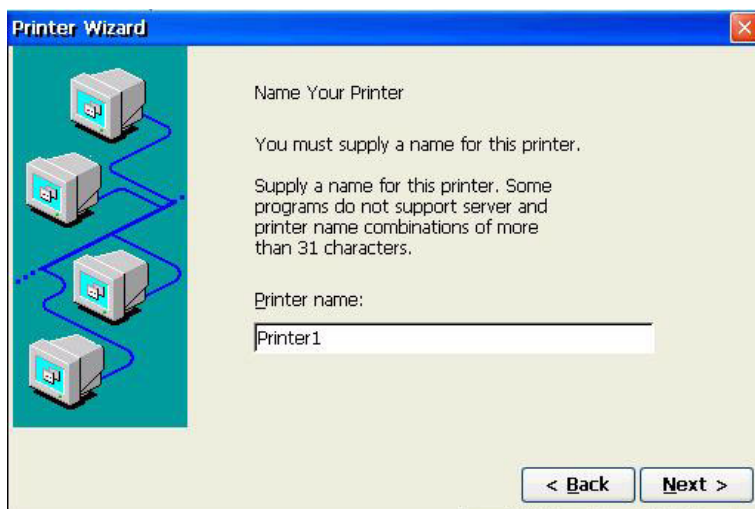 Printer Wizard
Name Your Printer
You must supply a name for this printer.
Supply a name for this printer. Some
programs do not support server and
printer name combinations of more
than 31 characters.
Printer name:
Printer1
< Back
Next >